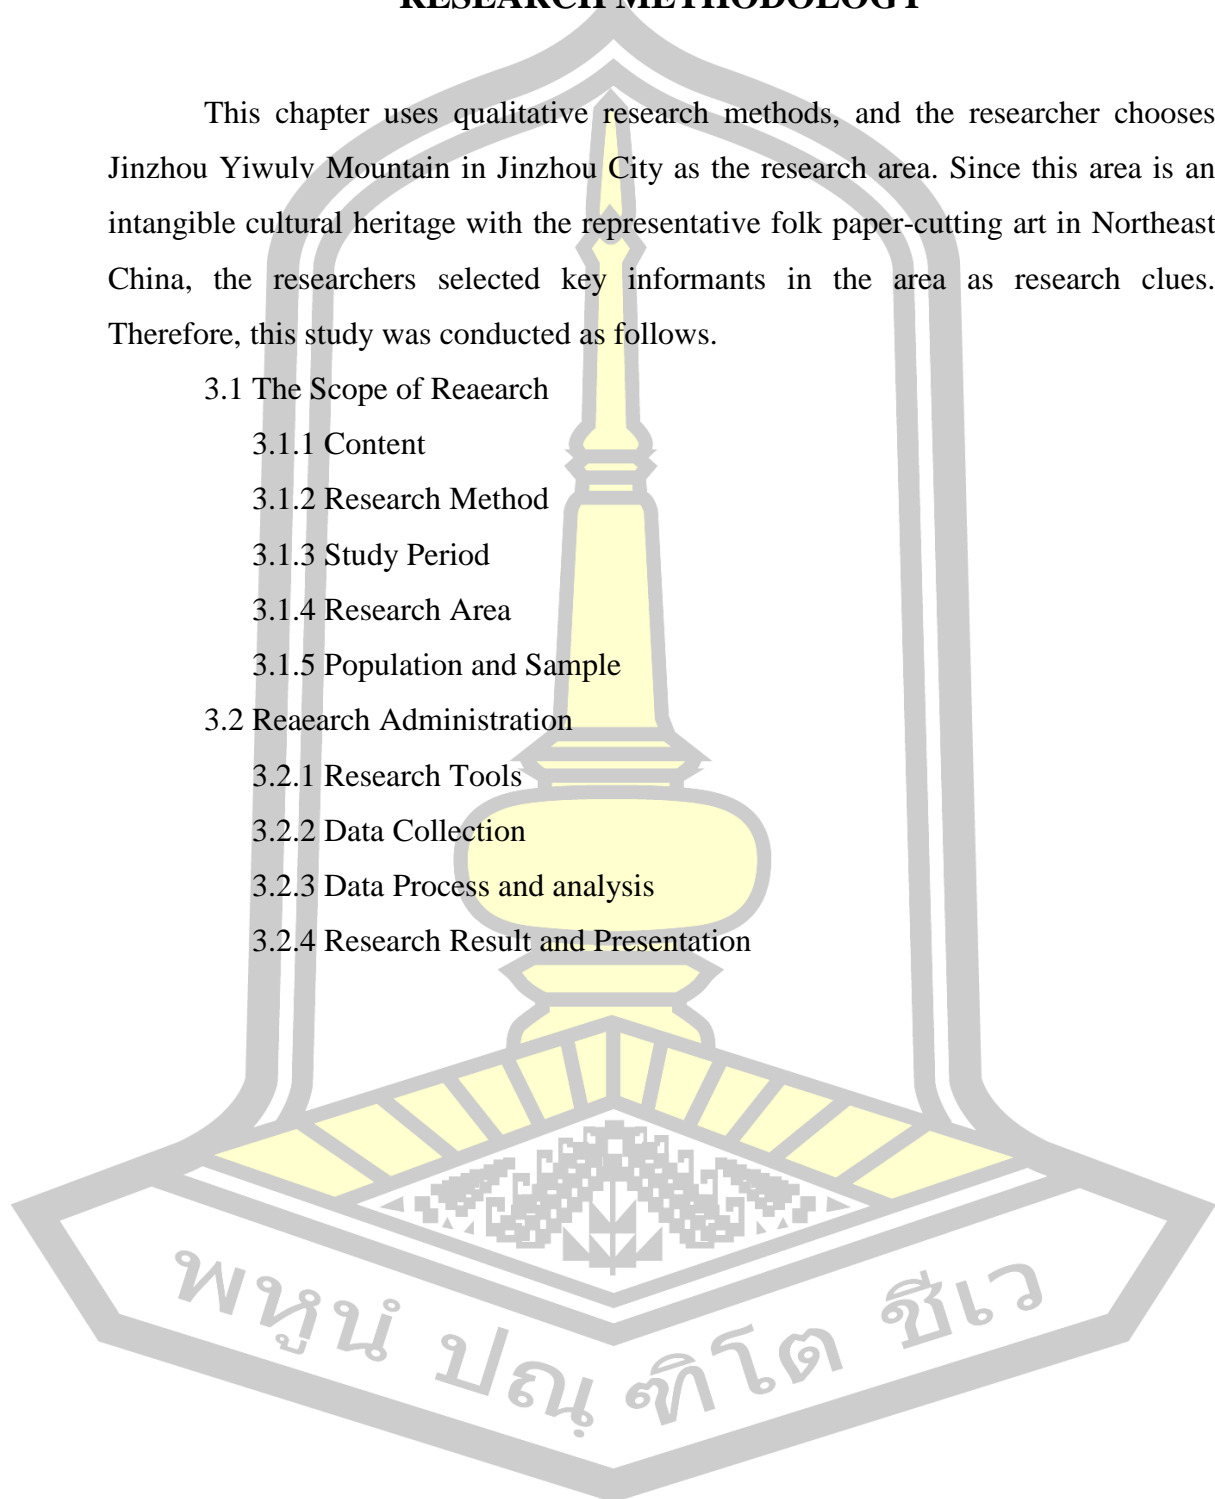 RESEARCH METHODOLOGY
This chapter uses qualitative research methods, and the researcher chooses
Jinzhou Yiwulv Mountain in Jinzhou City as the research area. Since this area is an
intangible cultural heritage with the representative folk paper-cutting art in Northeast
China, the researchers selected key informants in the area as research clues.
Therefore, this study was conducted as follows.
3.1 The Scope of Reaearch
3.1.1 Content
3.1.2 Research Method
3.1.3 Study Period
3.1.4 Research Area
3.1.5 Population and Sample
3.2 Reaearch Administration
3.2.1 Research Tools
3.2.2 Data Collection
3.2.3 Data Process and analysis
3.2.4 Research Result and Presentation
พหูนํ ปณฺฑิโต ชีเว